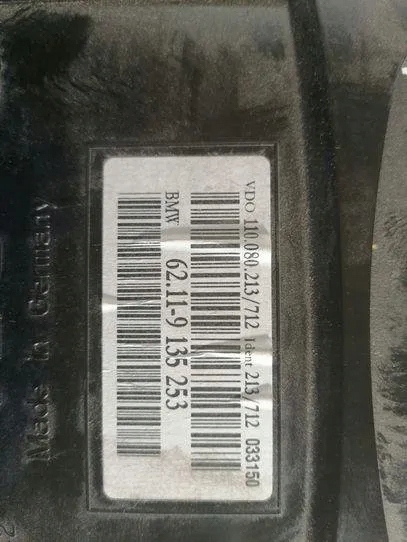 VDO 110.080.213/712 Ident 213/712 033150
BMW 62.11-9 135 253
Made in Germany